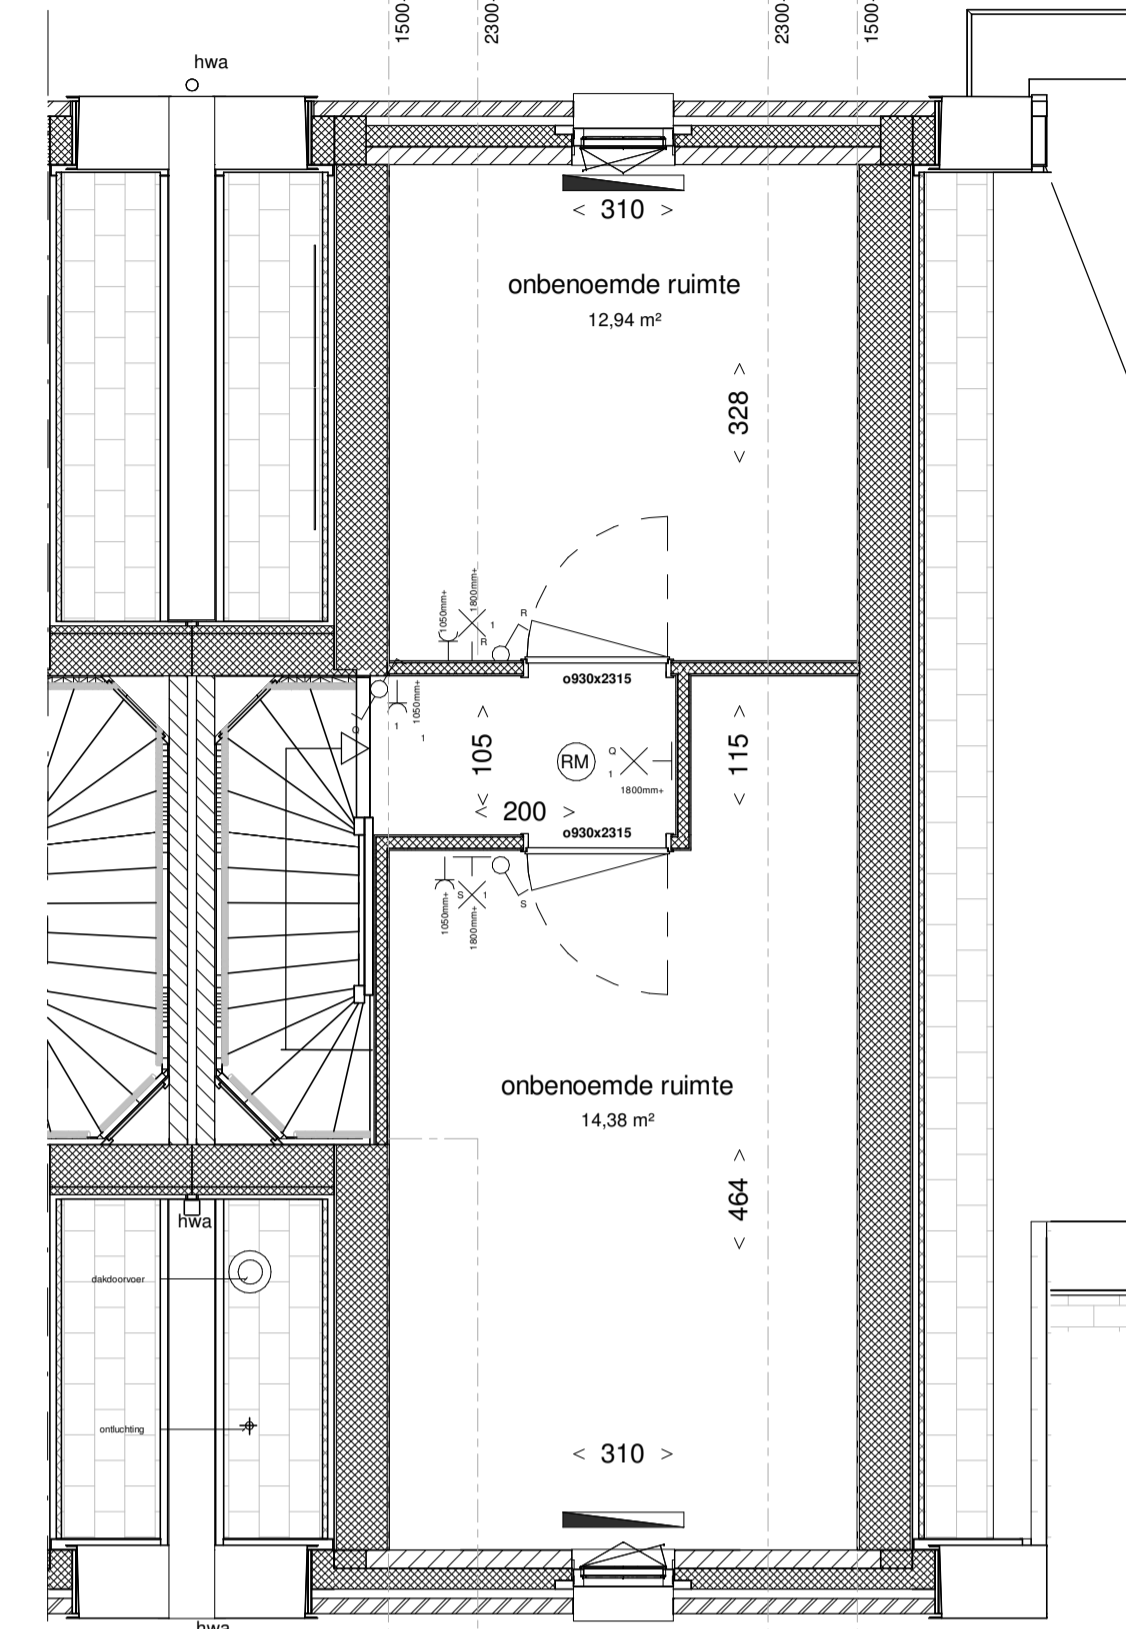 1500+
2300+
2300+
1500+
hwa
< 310 >
onbenoemde ruimte
12,94 m²
< 328 >
1050mm+
1800mm+
1
R
R
o930x2315
1050mm+
1
1
Q
< 105 >
RM
Q
1
1800mm+
< 115 >
< 200 >
o930x2315
1050mm+
S
1
1800mm+
S
onbenoemde ruimte
14,38 m²
< 464 >
hwa
dakdoorvoer
ontluchting
< 310 >
hwa